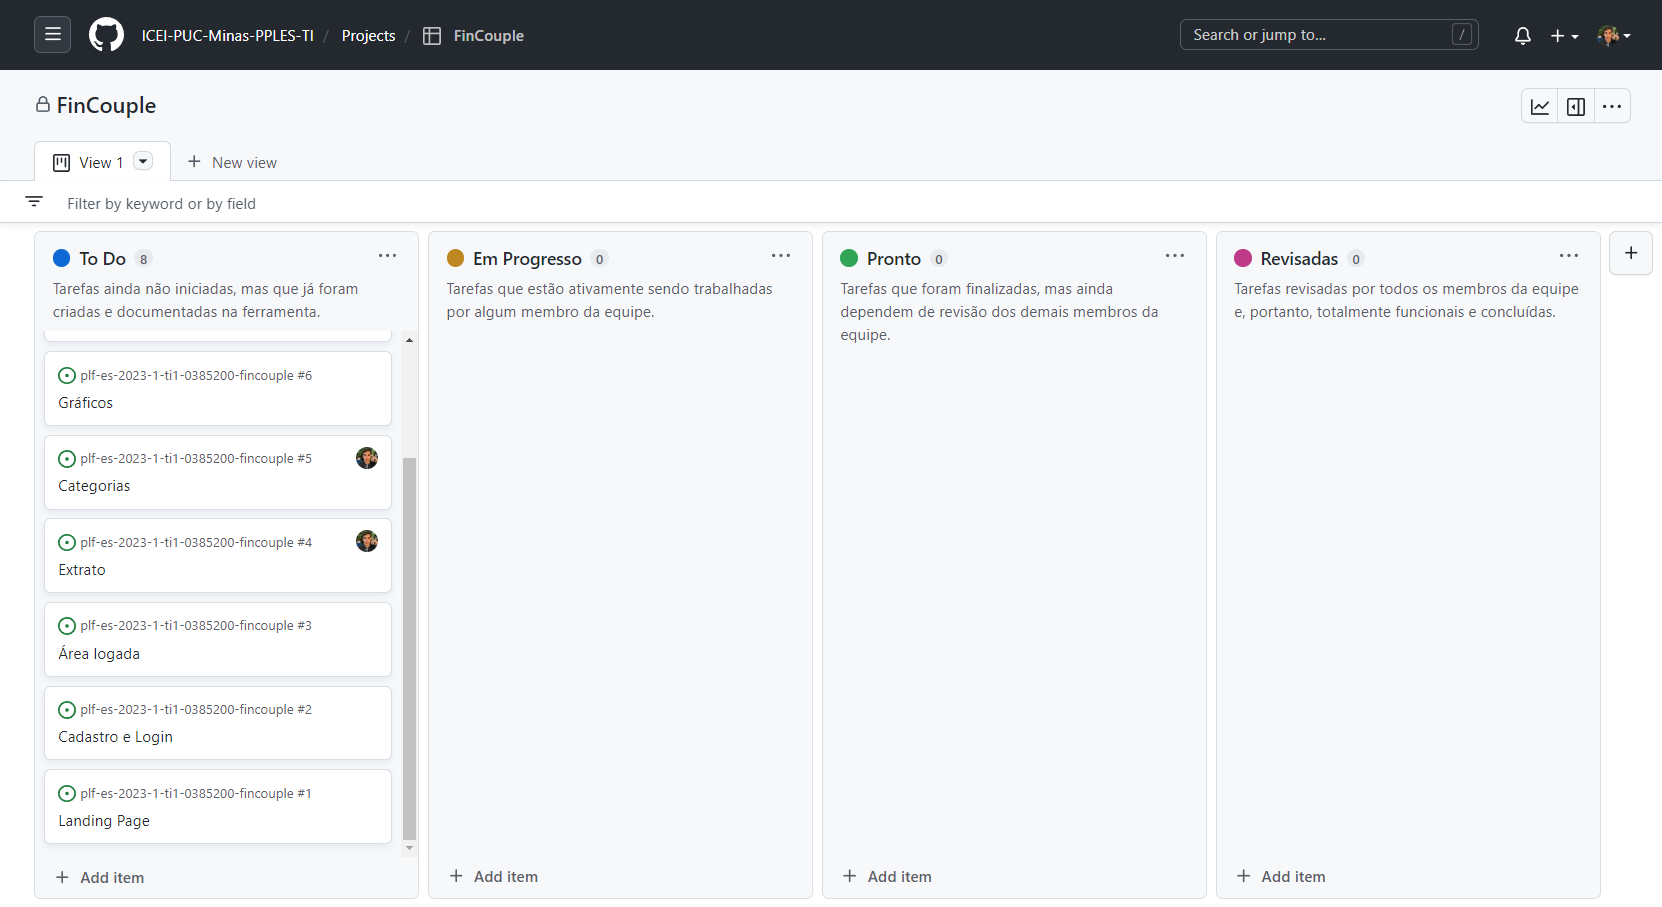 ICEI-PUC-Minas-PPLES-TI / Projects / FinCouple
Search or jump to... /
FinCouple
View 1
New view
Filter by keyword or by field
To Do 8
Tarefas ainda não iniciadas, mas que já foram
criadas e documentadas na ferramenta.
plf-es-2023-1-ti1-0385200-fincouple #6
Gráficos
plf-es-2023-1-ti1-0385200-fincouple #5
Categorias
plf-es-2023-1-ti1-0385200-fincouple #4
Extrato
plf-es-2023-1-ti1-0385200-fincouple #3
Área logada
plf-es-2023-1-ti1-0385200-fincouple #2
Cadastro e Login
plf-es-2023-1-ti1-0385200-fincouple #1
Landing Page
Add item
Em Progresso 0
Tarefas que estão ativamente sendo trabalhadas
por algum membro da equipe.
Add item
Pronto 0
Tarefas que foram finalizadas, mas ainda
dependem de revisão dos demais membros da
equipe.
Add item
Revisadas 0
Tarefas revisadas por todos os membros da equipe
e, portanto, totalmente funcionais e concluídas.
Add item